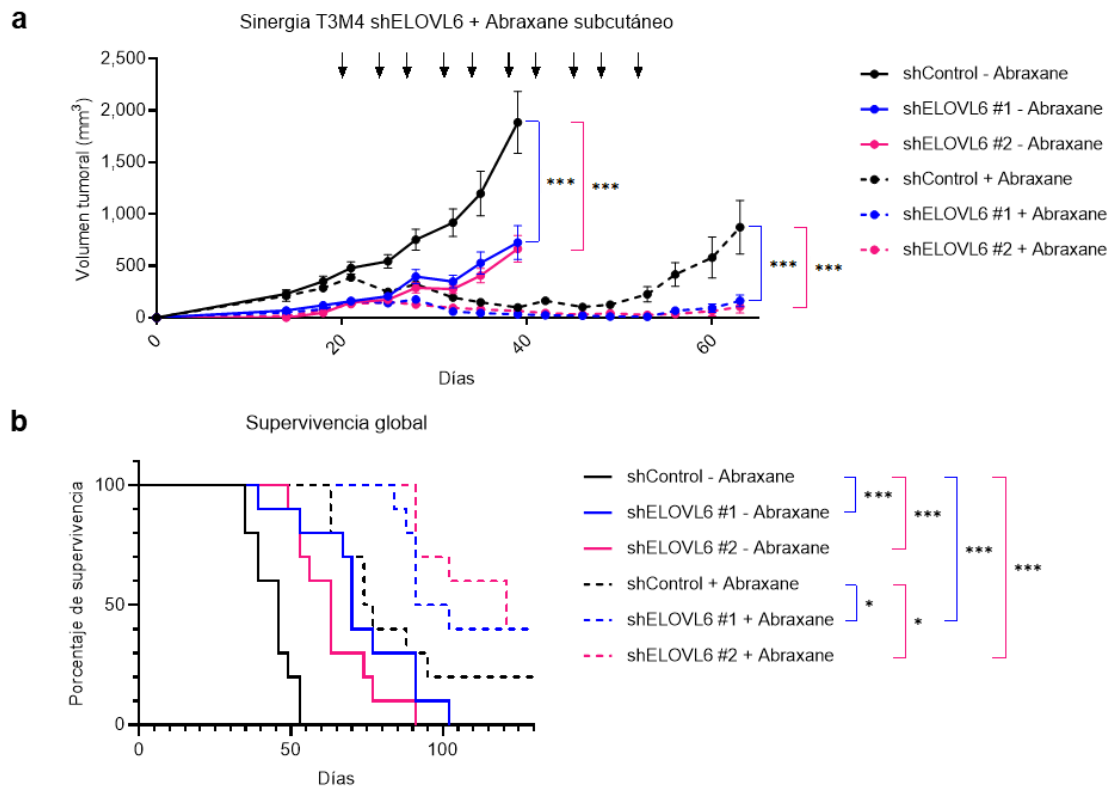 a
Sinergia T3M4 shELOVL6 + Abraxane subcutáneo
2,500
2,000
1,500
1,000
500
0
Volumen tumoral (mm³)
0
20
40
60
Días
*** ***
*** ***
shControl - Abraxane
shELOVL6 #1 - Abraxane
shELOVL6 #2 - Abraxane
shControl + Abraxane
shELOVL6 #1 + Abraxane
shELOVL6 #2 + Abraxane
b
Supervivencia global
100
50
0
Porcentaje de supervivencia
0
50
100
Días
shControl - Abraxane
shELOVL6 #1 - Abraxane
shELOVL6 #2 - Abraxane
shControl + Abraxane
shELOVL6 #1 + Abraxane
shELOVL6 #2 + Abraxane
***
***
***
***
*
*